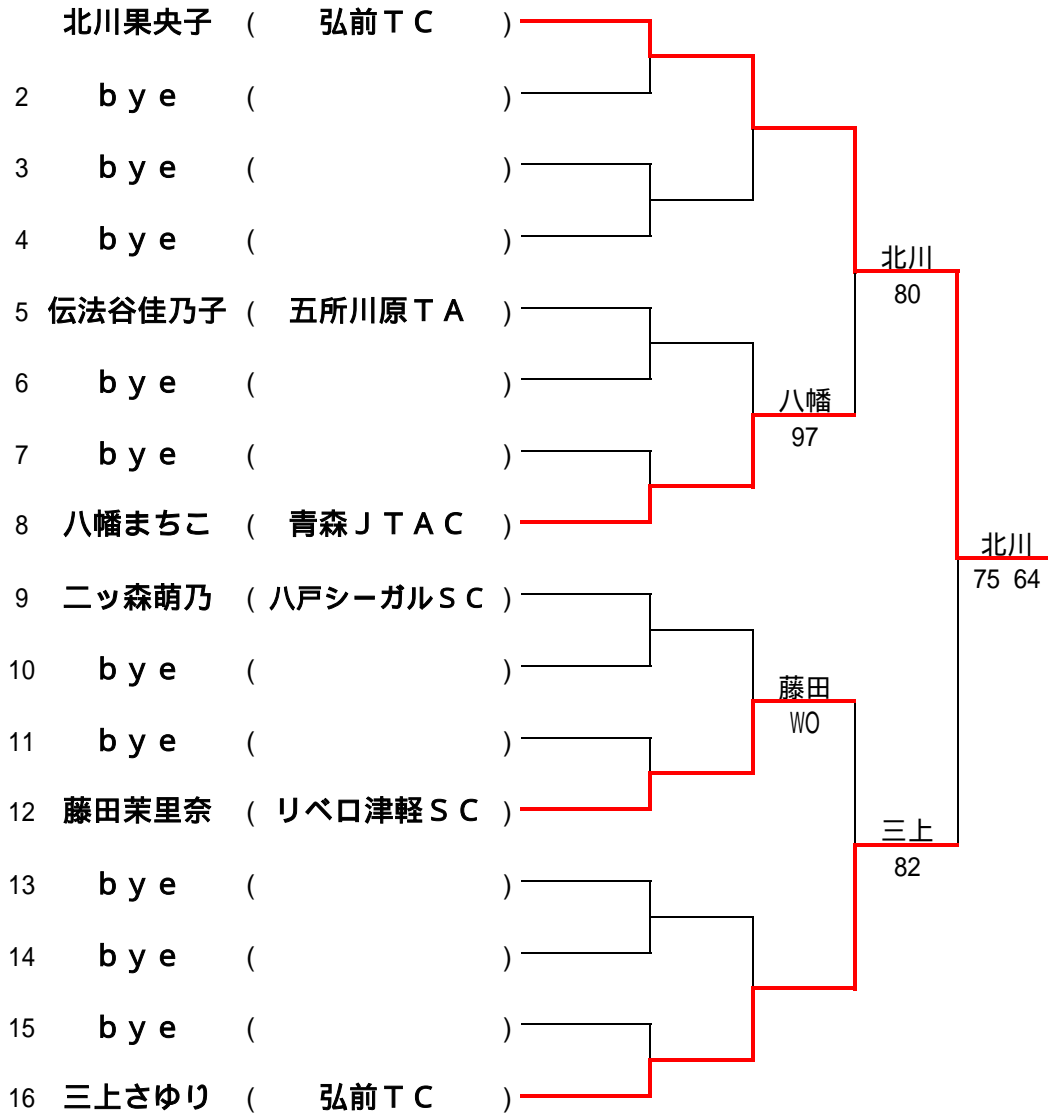 北川果央子 ( 弘前ＴＣ )
2 ｂｙｅ ( )
3 ｂｙｅ ( )
4 ｂｙｅ ( )
北川
80
5 伝法谷佳乃子 ( 五所川原ＴＡ )
6 ｂｙｅ ( )
八幡
97
7 ｂｙｅ ( )
8 八幡まちこ ( 青森ＪＴＡＣ )
北川
75 64
9 二ッ森萌乃 ( 八戸シーガルＳＣ )
10 ｂｙｅ ( )
藤田
WO
11 ｂｙｅ ( )
12 藤田茉里奈 ( リベロ津軽ＳＣ )
三上
82
13 ｂｙｅ ( )
14 ｂｙｅ ( )
15 ｂｙｅ ( )
16 三上さゆり ( 弘前ＴＣ )